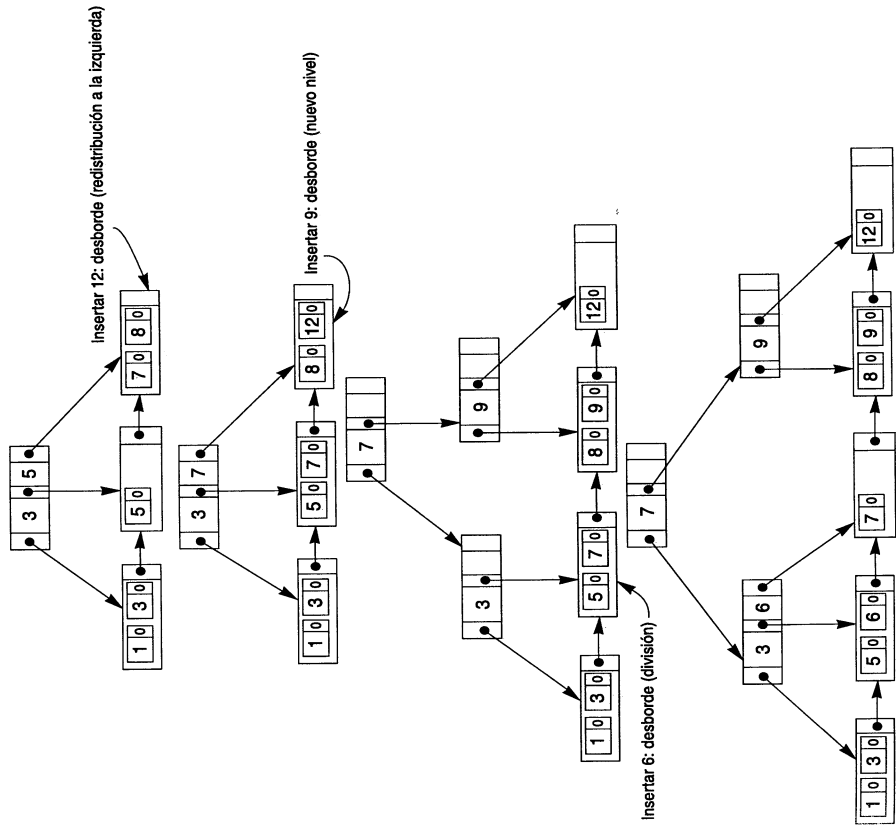 Insertar 12: desborde (redistribución a la izquierda)
3 5
1 0 3 0 5 0 7 0 8 0
Insertar 9: desborde (nuevo nivel)
3 7
1 0 3 0 5 0 7 0 8 0 12 0
7
3 9
1 0 3 0 5 0 7 0 8 0 9 0 12 0
Insertar 6: desborde (división)
7
3 6 9
1 0 3 0 5 0 6 0 7 0 8 0 9 0 12 0